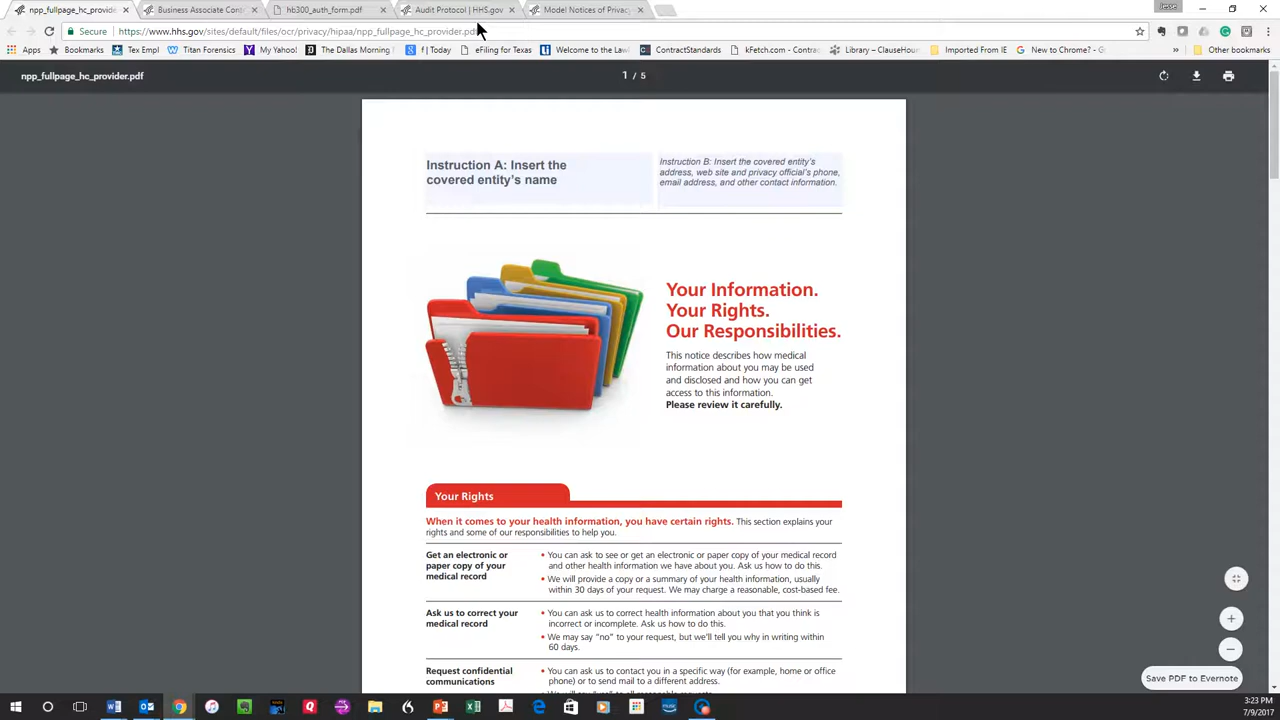 npp_fullpage_hc_provide
Business Associate Cont
hb300_auth_form.pdf
Audit Protocol | HHS.gov
Model Notices of Privacy
Jesse
Secure
https://www.hhs.gov/sites/default/files/ocr/privacy/hipaa/npp_fullpage_hc_provider.pdf
Apps
Bookmarks
Tex Empl
Titan Forensics
The Dallas Morning
f | Today
eFiling for Texas
Welcome to the Law
ContractStandards
kFetch.com - Contra
Library – ClauseHou
Imported From IE
New to Chrome? - G
»
Other bookmarks
npp_fullpage_hc_provider.pdf
1 / 5
Instruction A: Insert the
covered entity's name
Instruction B: Insert the covered entity's
address, web site and privacy official's phone,
email address, and other contact information.
Your Information.
Your Rights.
Our Responsibilities.
This notice describes how medical
information about you may be used
and disclosed and how you can get
access to this information.
Please review it carefully.
Your Rights
When it comes to your health information, you have certain rights. This section explains your
rights and some of our responsibilities to help you.
Get an electronic or
paper copy of your
medical record
• You can ask to see or get an electronic or paper copy of your medical record
and other health information we have about you. Ask us how to do this.
• We will provide a copy or a summary of your health information, usually
within 30 days of your request. We may charge a reasonable, cost-based fee.
Ask us to correct your
medical record
• You can ask us to correct health information about you that you think is
incorrect or incomplete. Ask us how to do this.
• We may say "no" to your request, but we'll tell you why in writing within
60 days.
Request confidential
communications
• You can ask us to contact you in a specific way (for example, home or office
phone) or to send mail to a different address.
Save PDF to Evernote
3:23 PM
7/9/2017